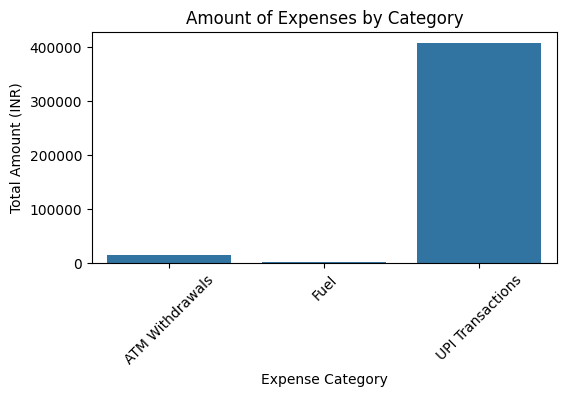 Amount of Expenses by Category
Total Amount (INR)
400000
300000
200000
100000
0
ATM Withdrawals
Fuel
UPI Transactions
Expense Category